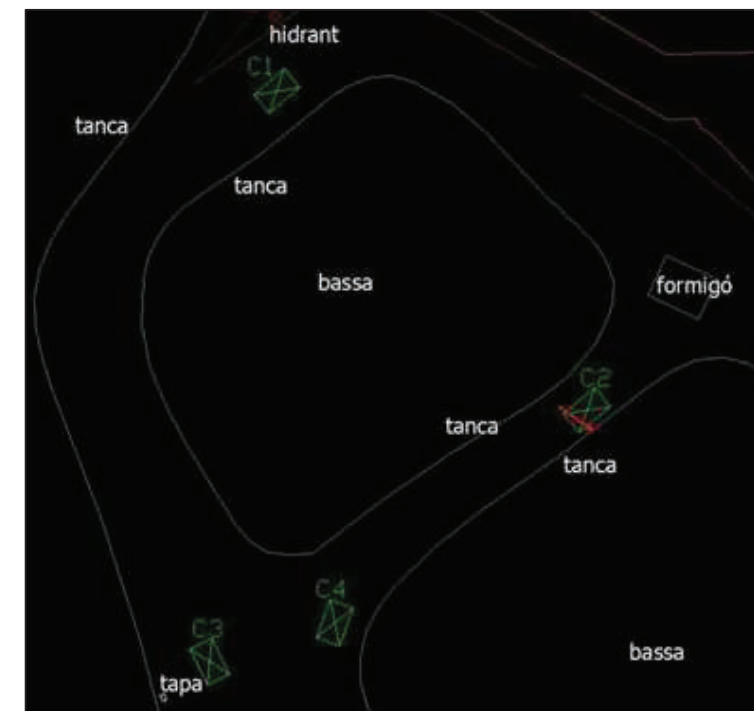 hidrant
C1
tanca
tanca
bassa
formigó
C2
tanca
tanca
C4
C3
bassa
tapa